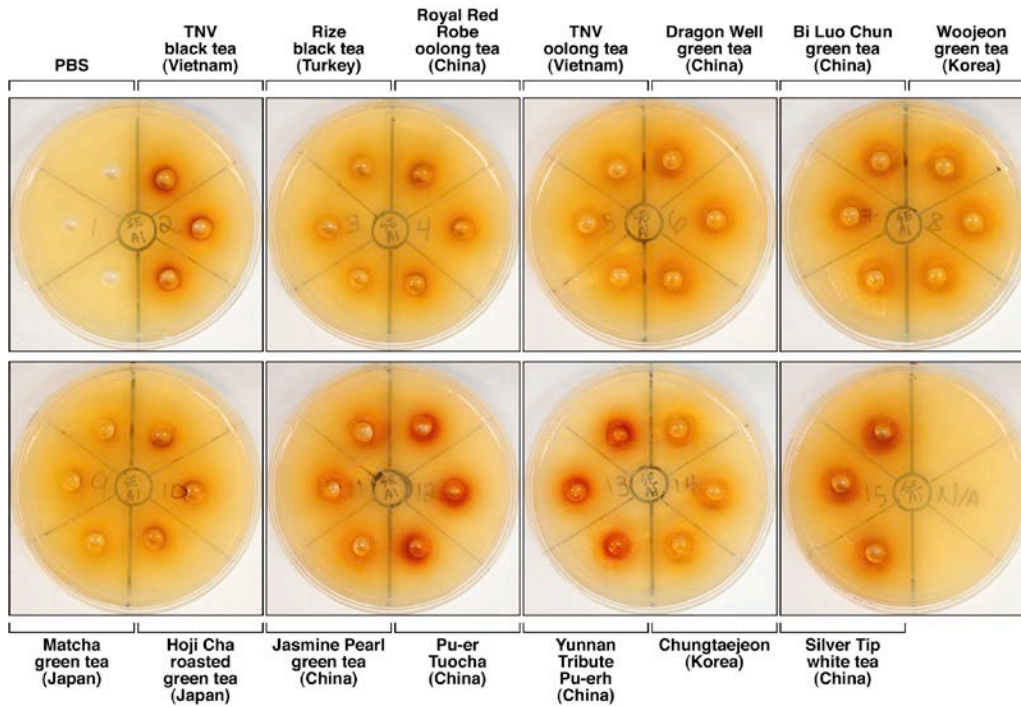 PBS
TNV
black tea
(Vietnam)
Rize
black tea
(Turkey)
Royal Red
Robe
oolong tea
(China)
TNV
oolong tea
(Vietnam)
Dragon Well
green tea
(China)
Bi Luo Chun
green tea
(China)
Woojeon
green tea
(Korea)
1 2
3 4
5 6
7 8
9 10
12
13 14
15 N/A
Matcha
green tea
(Japan)
Hoji Cha
roasted
green tea
(Japan)
Jasmine Pearl
green tea
(China)
Pu-er
Tuocha
(China)
Yunnan
Tribute
Pu-erh
(China)
Chungtaejeon
(Korea)
Silver Tip
white tea
(China)